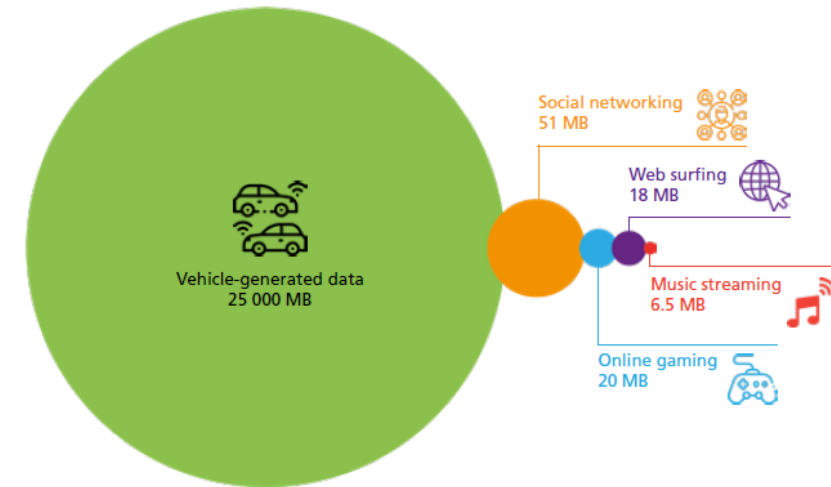 Vehicle-generated data
25 000 MB
Social networking
51 MB
Web surfing
18 MB
Music streaming
6.5 MB
Online gaming
20 MB